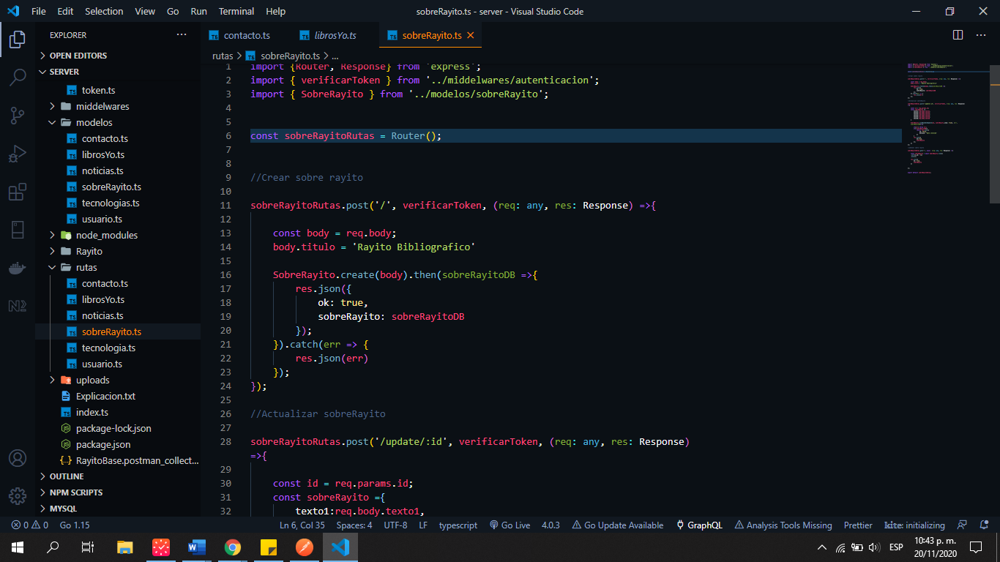 File Edit Selection View Go Run Terminal Help
sobreRayito.ts - server - Visual Studio Code
EXPLORER ...
OPEN EDITORS
SERVER
token.ts
middelwares
modelos
contacto.ts
librosYo.ts
noticias.ts
sobreRayito.ts
tecnologias.ts
usuario.ts
node_modules
Rayito
rutas
contacto.ts
librosYo.ts
noticias.ts
sobreRayito.ts
tecnologia.ts
usuario.ts
uploads
Explicacion.txt
index.ts
package-lock.json
package.json
RayitoBase.postman_collect...
OUTLINE
NPM SCRIPTS
MYSQL
contacto.ts librosYo.ts sobreRayito.ts
rutas > sobreRayito.ts > ...
1 import {Router, Response} from 'express';
2 import { verificarToken } from '../middelwares/autenticacion';
3 import { SobreRayito } from '../modelos/sobreRayito';
4
5
6 const sobreRayitoRutas = Router();
7
8
9 //Crear sobre rayito
10
11 sobreRayitoRutas.post('/', verificarToken, (req: any, res: Response) =>{
12
13 const body = req.body;
14 body.titulo = 'Rayito Bibliografico'
15
16 SobreRayito.create(body).then(sobreRayitoDB =>{
17 res.json({
18 ok: true,
19 sobreRayito: sobreRayitoDB
20 });
21 }).catch(err => {
22 res.json(err)
23 });
24 });
25
26 //Actualizar sobreRayito
27
28 sobreRayitoRutas.post('/update/:id', verificarToken, (req: any, res: Response)
=>{
29
30 const id = req.params.id;
31 const sobreRayito ={
32 texto1:req.body.texto1,
0 0 Go 1.15 Ln 6, Col 35 Spaces: 4 UTF-8 LF typescript Go Live 4.0.3 Go Update Available GraphQL Analysis Tools Missing Prettier kite: initializing
ESP
10:43 p. m.
20/11/2020